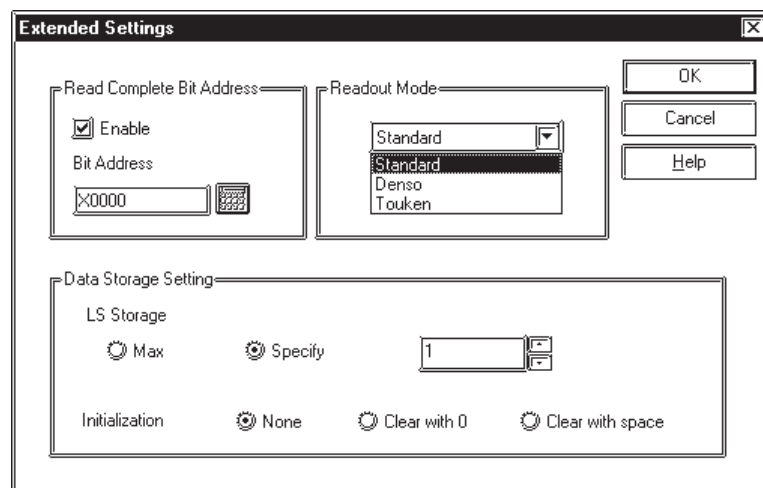 Extended Settings
Read Complete Bit Address
Enable
Bit Address
X0000
Readout Mode
Standard
Standard
Denso
Touken
OK
Cancel
Help
Data Storage Setting
LS Storage
Max
Specify
1
Initialization
None
Clear with 0
Clear with space